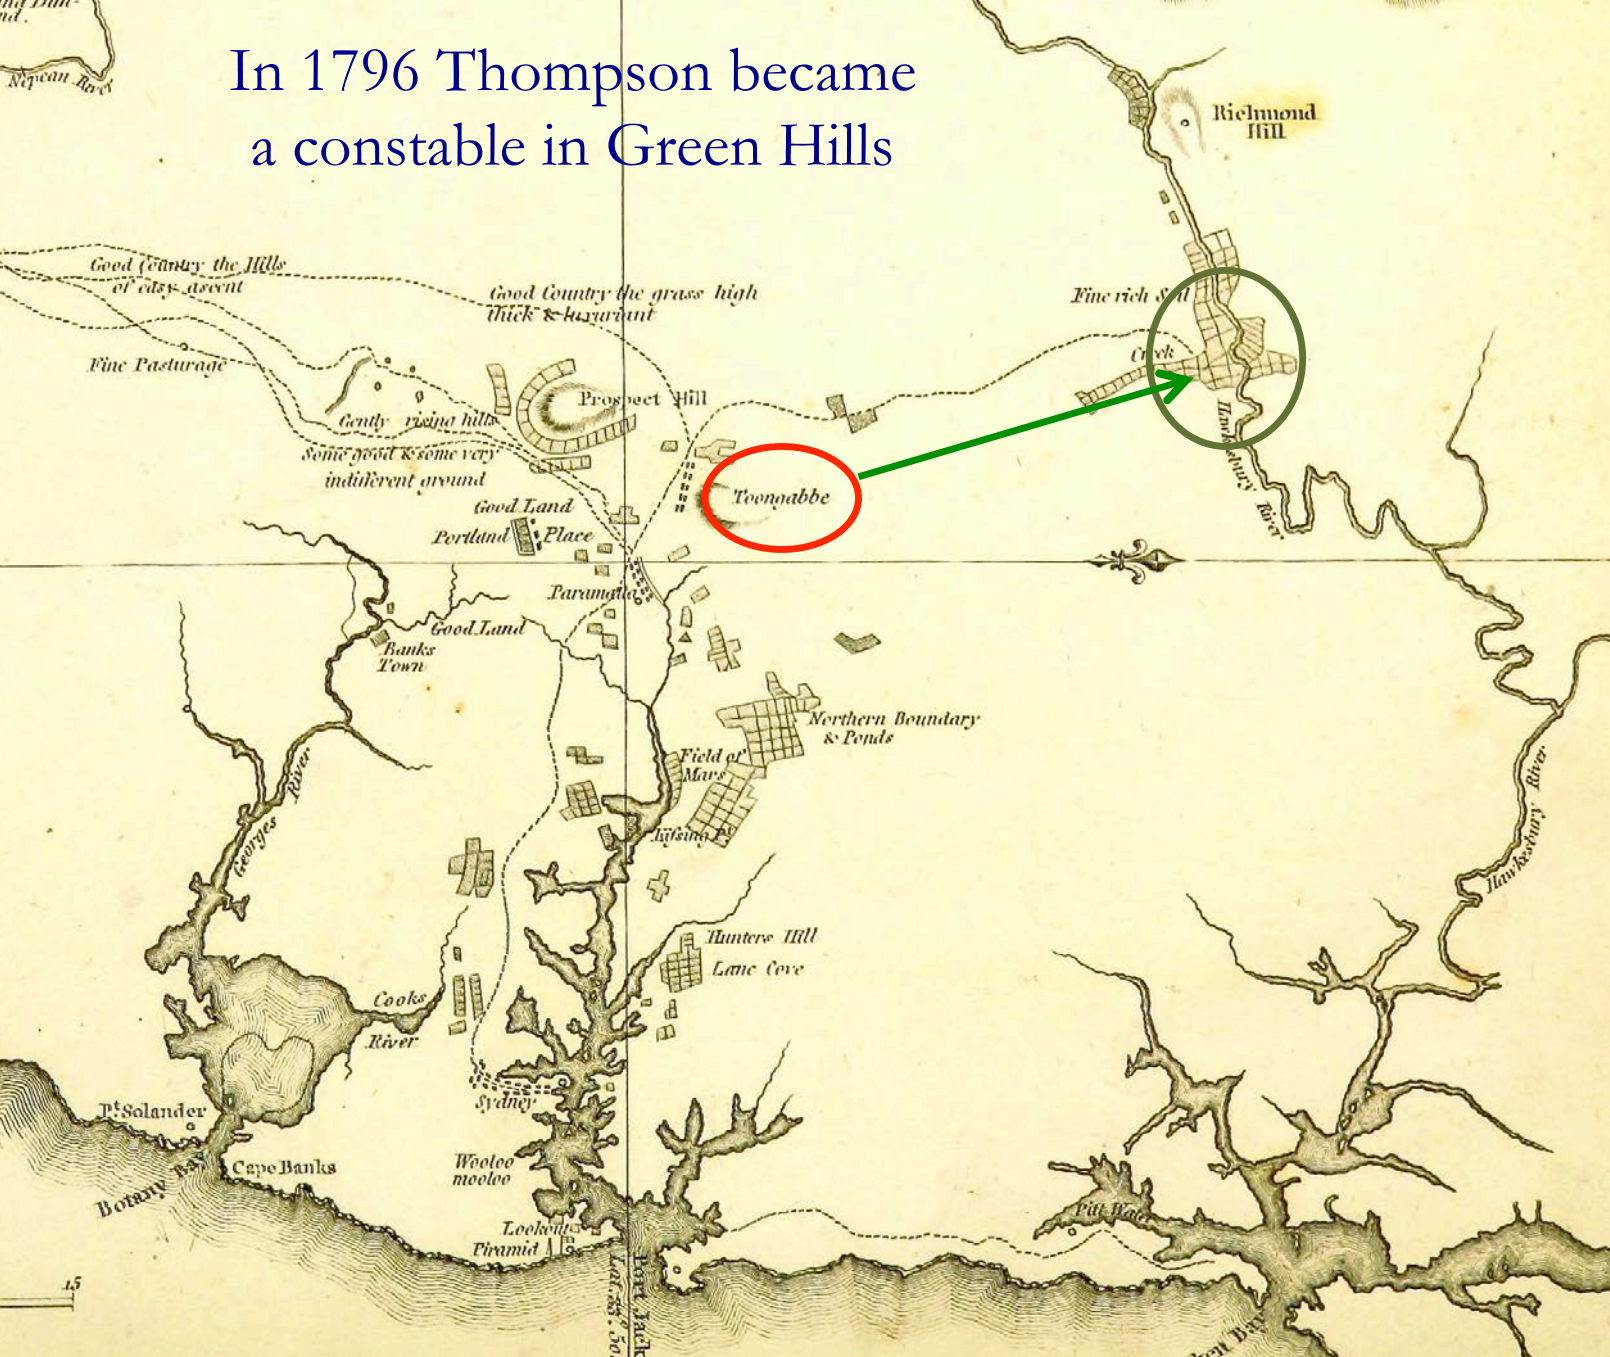 Nepean River
In 1796 Thompson became
a constable in Green Hills
Richmond
Hill
Good Country the Hills
of easy ascent
Good Country the grass high
thick & luxuriant
Fine rich Soil
Creek
Fine Pasturage
Prospect Hill
Gently rising hills
Some good & some very
indifferent ground
Toongabbe
Hawkesbury River
Good Land
Portland Place
Paramatta
Good Land
Banks
Town
Northern Boundary
& Ponds
Field of
Mars
Georges River
Kissing Pt
Hawkesbury River
Hunters Hill
Lane Cove
Cooks
River
Sydney
Pt Solander
Cape Banks
Botany Bay
Wooloo
mooloo
Pitt Water
Lookout
Piramid
Port Jack
15